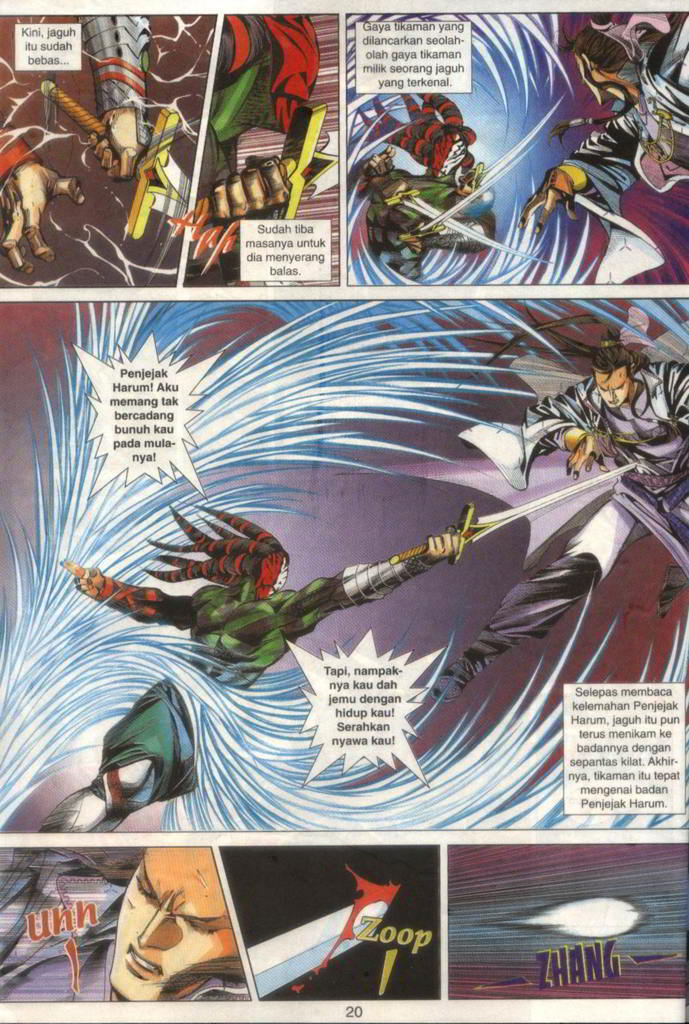 Kini, jaguh
itu sudah
bebas...
Sudah tiba
masanya untuk
dia menyerang
balas.
Gaya tikaman yang
dilancarkan seolah-
olah gaya tikaman
milik seorang jaguh
yang terkenal.
Penjejak
Harum! Aku
memang tak
bercadang
bunuh kau
pada mula-
nya!
Tapi, nampak-
nya kau dah
jemu dengan
hidup kau!
Serahkan
nyawa kau!
Selepas membaca
kelemahan Penjejak
Harum, jaguh itu pun
terus menikam ke
badannya dengan
sepantas kilat. Akhir-
nya, tikaman itu tepat
mengenai badan
Penjejak Harum.
Uhh
!
Zoop
!
ZHANG
20